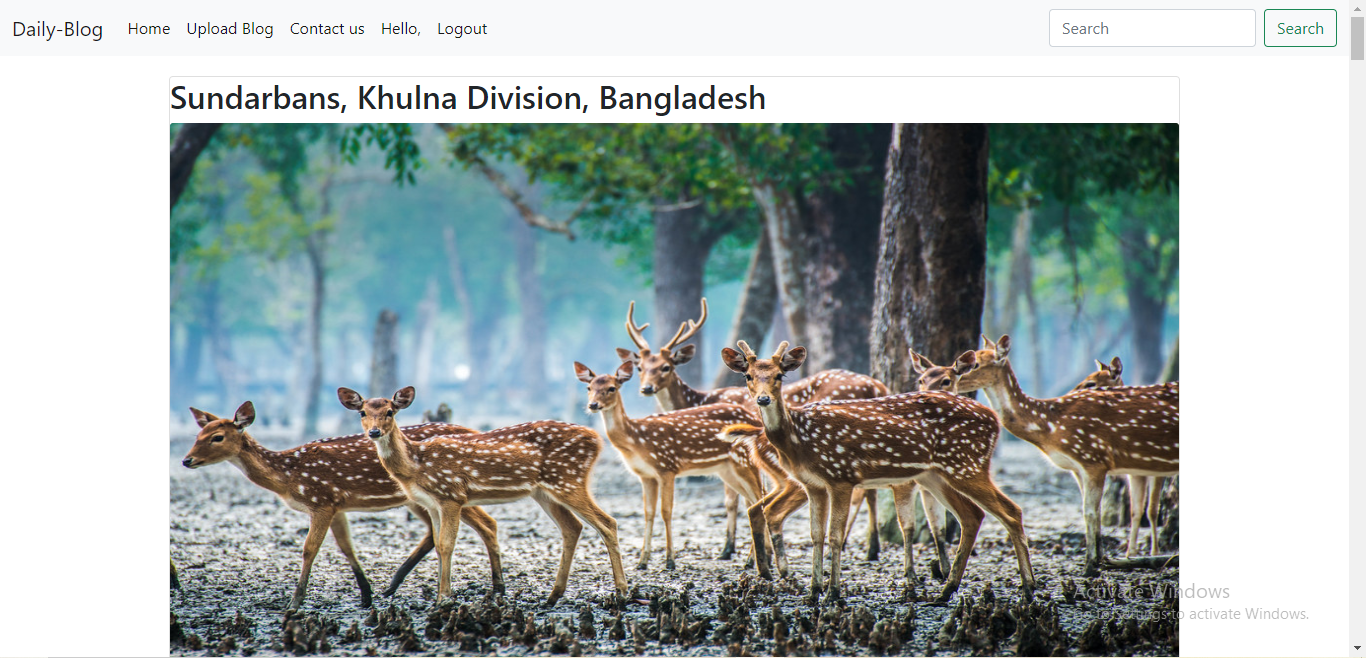 Daily-Blog Home Upload Blog Contact us Hello, Logout Search Search
Sundarbans, Khulna Division, Bangladesh
Activate Windows
Go to Settings to activate Windows.